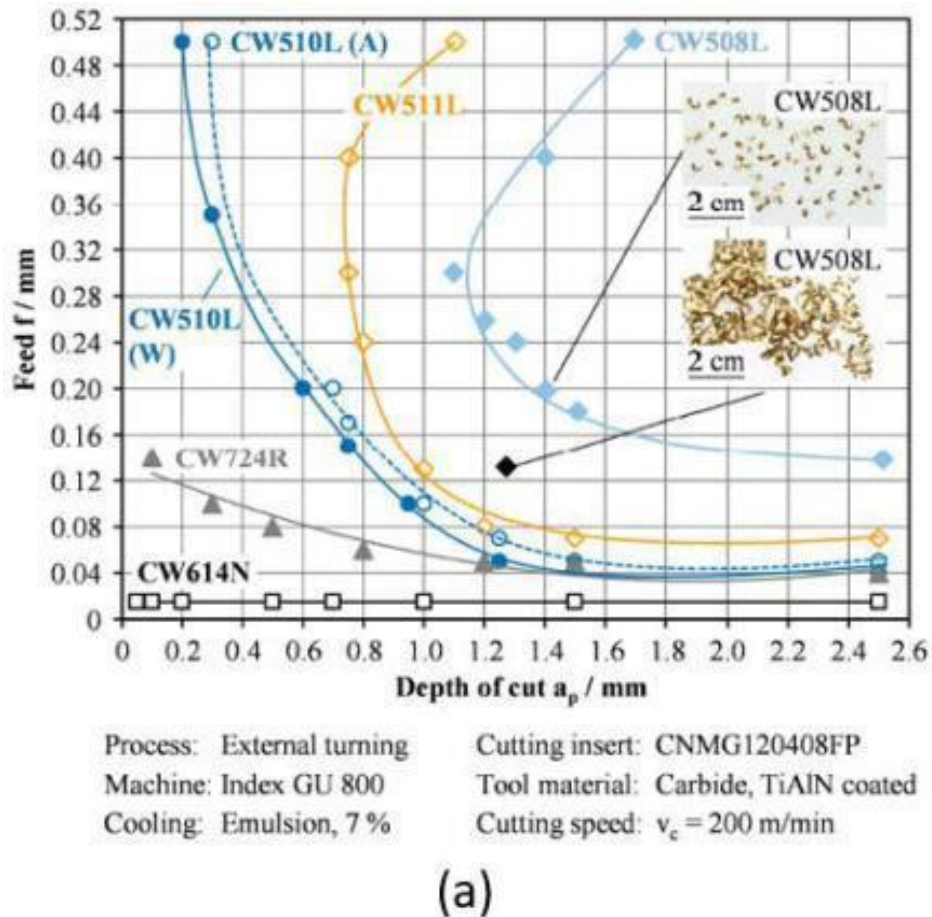 0.52
0.48
0.44
0.40
0.36
0.32
0.28
0.24
0.20
0.16
0.12
0.08
0.04
0
Feed f / mm
CW510L (A)
CW511L
CW508L
CW508L
2 cm
CW508L
2 cm
CW510L
(W)
CW724R
CW614N
0 0.2 0.4 0.6 0.8 1.0 1.2 1.4 1.6 1.8 2.0 2.2 2.4 2.6
Depth of cut aₚ / mm
Process: External turning
Machine: Index GU 800
Cooling: Emulsion, 7 %
Cutting insert: CNMG120408FP
Tool material: Carbide, TiAlN coated
Cutting speed: v_c = 200 m/min
(a)